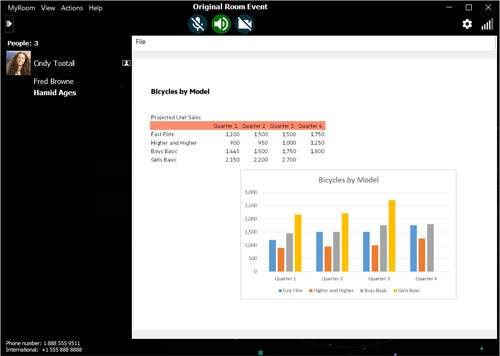 MyRoom View Actions Help
Original Room Event
People: 3
Cindy Tootall
Fred Browne
Hamid Ages
File
Bicycles by Model
Projected Unit Sales
Quarter 1 Quarter 2 Quarter 3 Quarter 4
Fast Flite 1,200 1,500 1,500 1,750
Higher and Higher 900 950 1,000 1,250
Boys Basic 1,445 1,500 1,750 1,800
Girls Basic 2,150 2,200 2,700
Bicycles by Model
3,000
2,500
2,000
1,500
1,000
500
0
Quarter 1 Quarter 2 Quarter 3 Quarter 4
Fast Flite Higher and Higher Boys Basic Girls Basic
Phone number: 1 888 555 9511
International: +1 555 888 8888